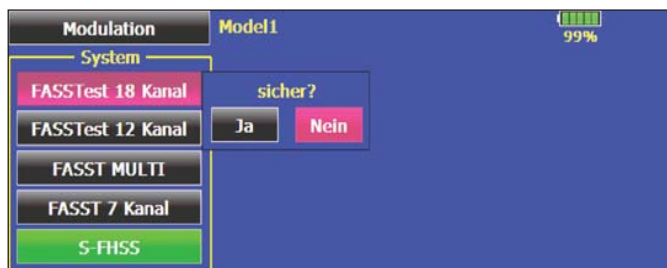 Modulation Model1 99%
System
FASSTest 18 Kanal
sicher?
FASSTest 12 Kanal
Ja Nein
FASST MULTI
FASST 7 Kanal
S-FHSS